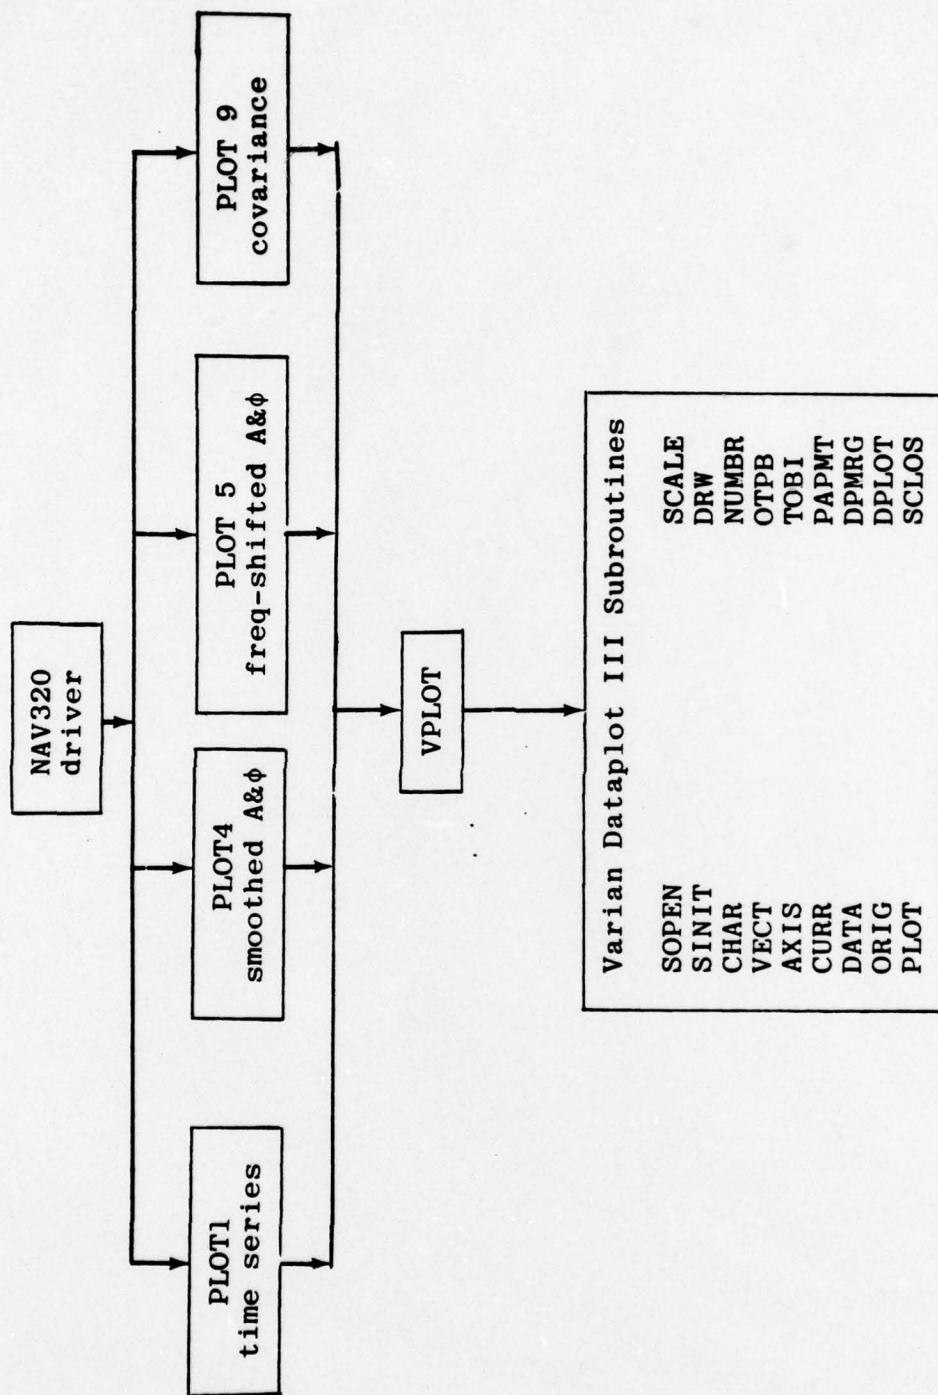 NAV320
driver
PLOT1
time series
PLOT4
smoothed A&ϕ
PLOT 5
freq-shifted A&ϕ
PLOT 9
covariance
VPLOT
Varian Dataplot III Subroutines
SOPEN SCALE
SINIT DRW
CHAR NUMBR
VECT OTPB
AXIS TOBI
CURR PAPMT
DATA DPMRG
ORIG DPLOT
PLOT SCLOS